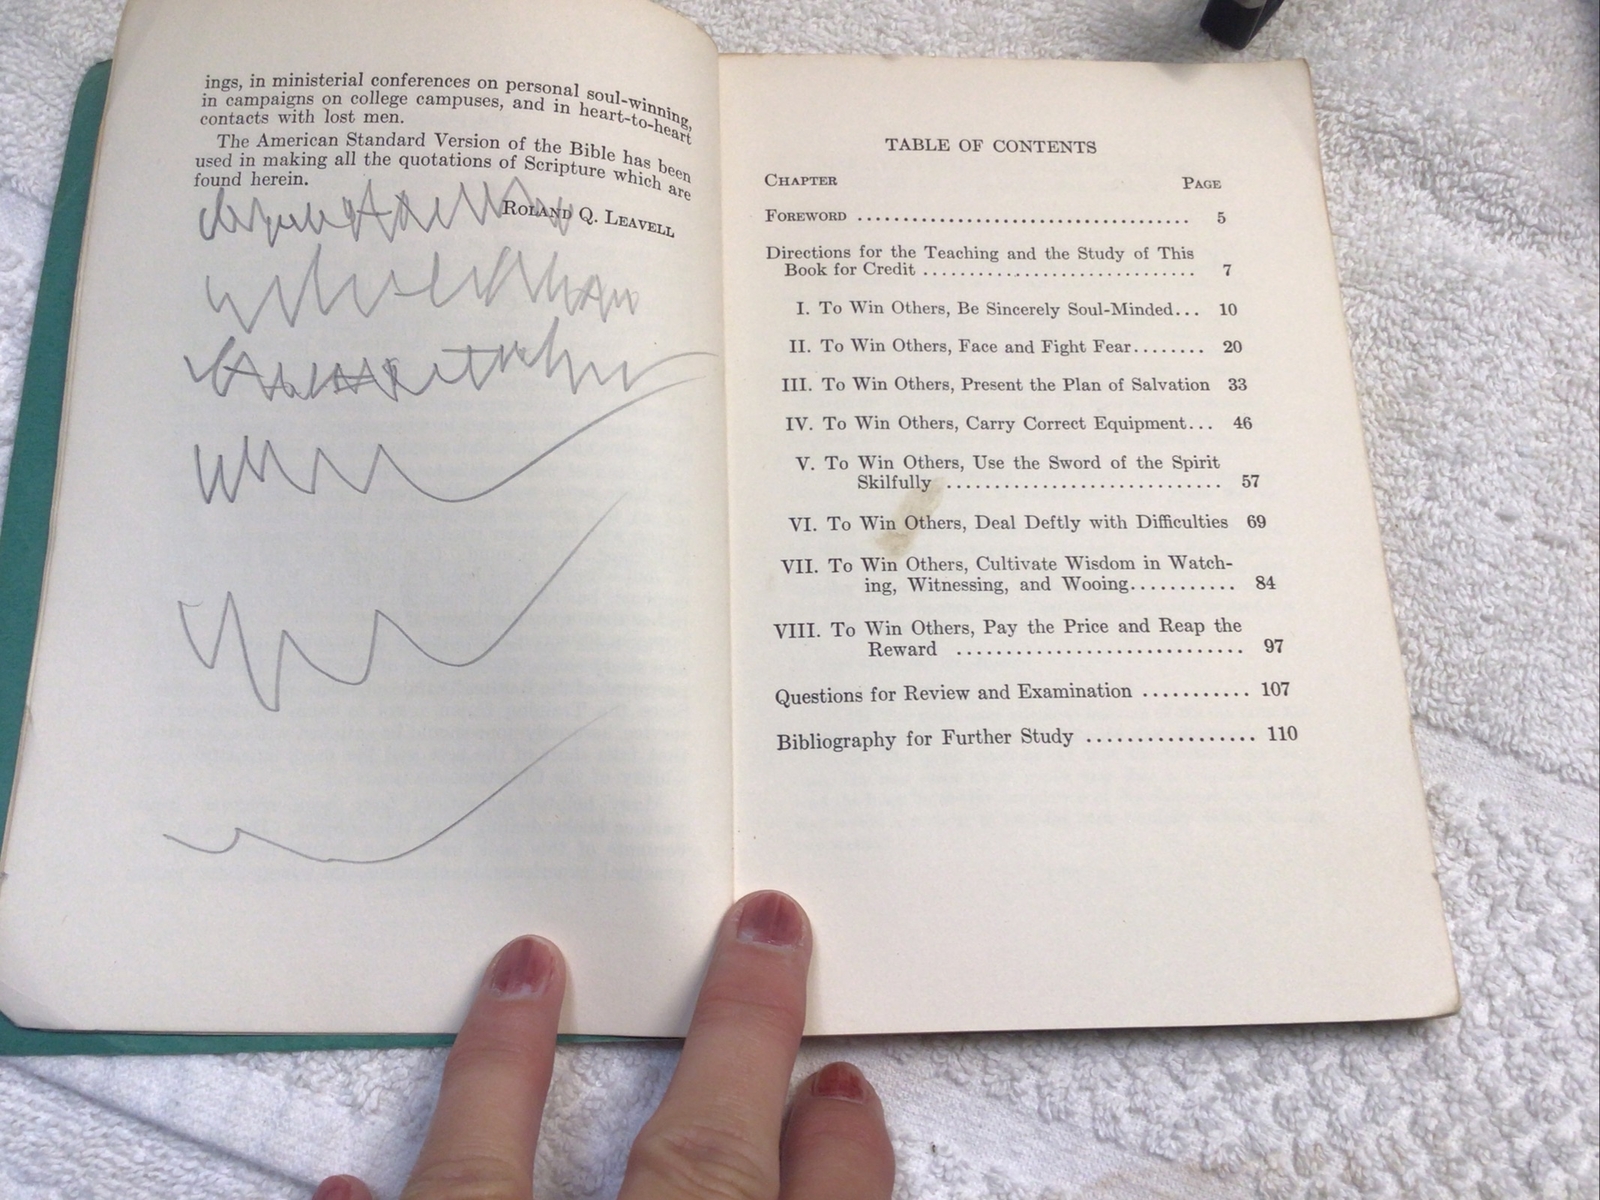 ings, in ministerial conferences on personal soul-winning,
in campaigns on college campuses, and in heart-to-heart
contacts with lost men.
The American Standard Version of the Bible has been
used in making all the quotations of Scripture which are
found herein.
Roland Q. Leavell
TABLE OF CONTENTS
Chapter Page
Foreword .................................... 5
Directions for the Teaching and the Study of This
Book for Credit ............................. 7
I. To Win Others, Be Sincerely Soul-Minded... 10
II. To Win Others, Face and Fight Fear........ 20
III. To Win Others, Present the Plan of Salvation 33
IV. To Win Others, Carry Correct Equipment... 46
V. To Win Others, Use the Sword of the Spirit
Skilfully ............................. 57
VI. To Win Others, Deal Deftly with Difficulties 69
VII. To Win Others, Cultivate Wisdom in Watch-
ing, Witnessing, and Wooing........... 84
VIII. To Win Others, Pay the Price and Reap the
Reward .............................. 97
Questions for Review and Examination ........... 107
Bibliography for Further Study ................. 110